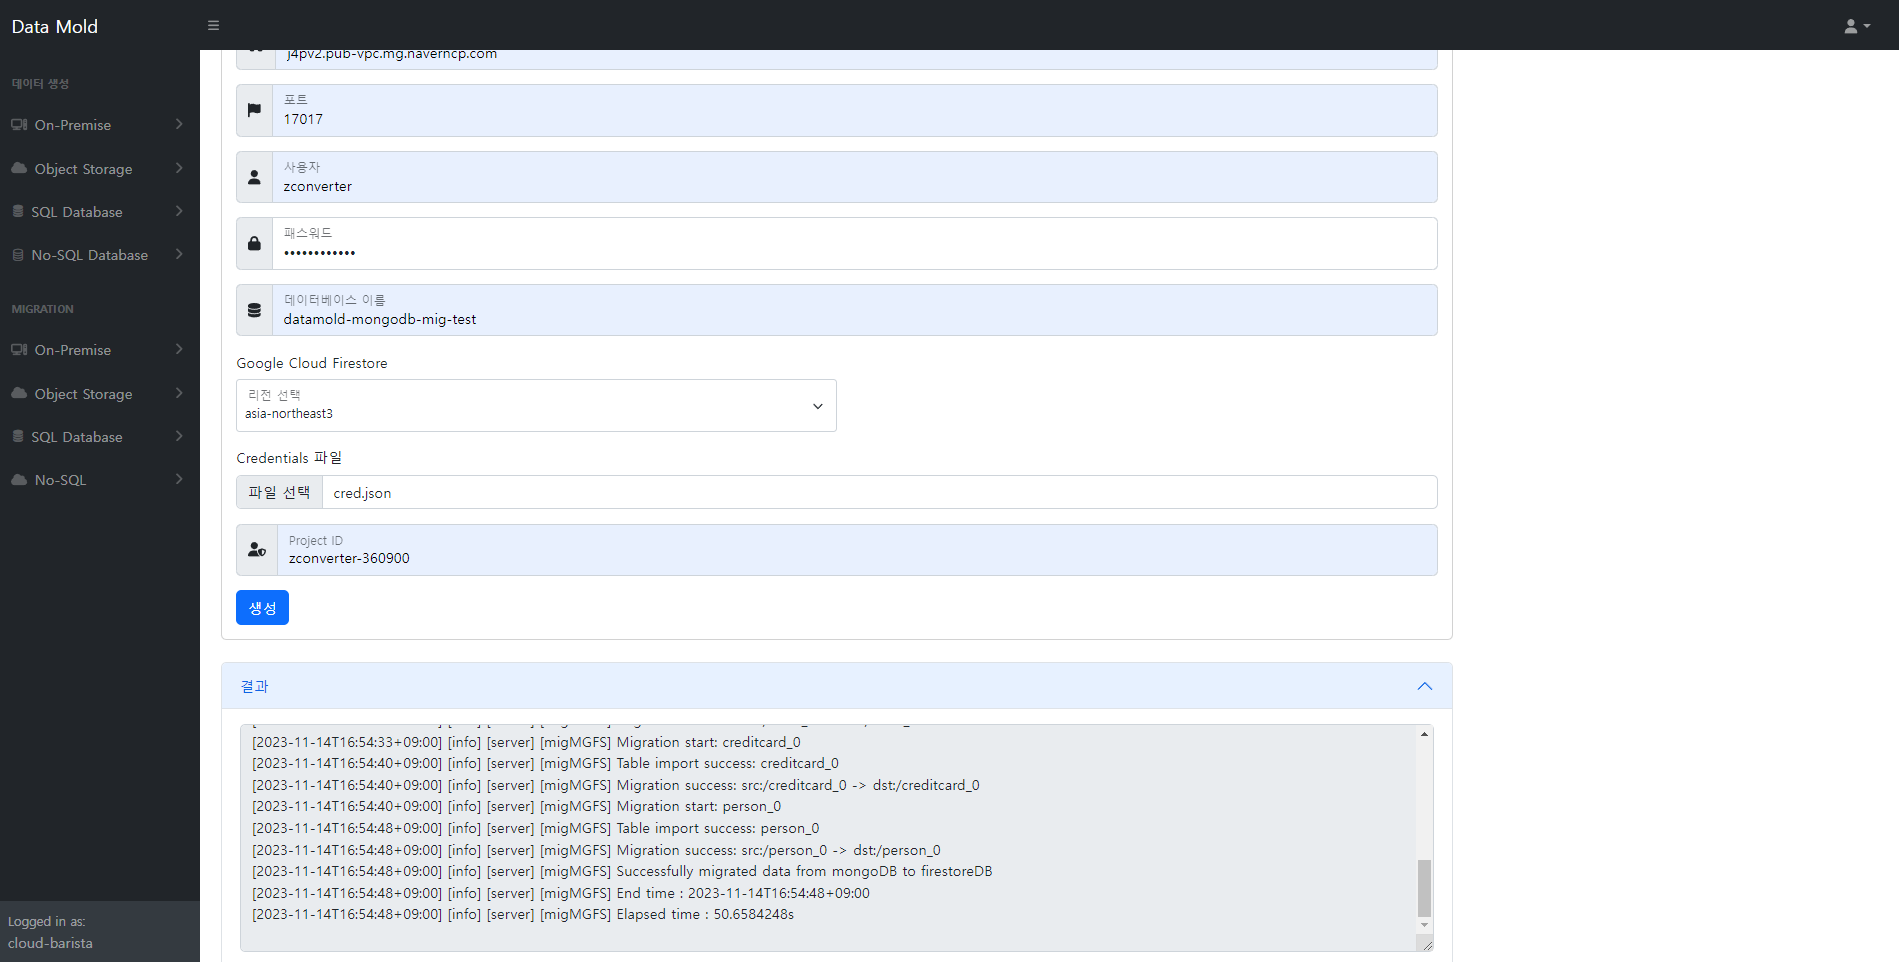 Data Mold
데이터 생성
On-Premise
Object Storage
SQL Database
No-SQL Database
MIGRATION
On-Premise
Object Storage
SQL Database
No-SQL
Logged in as:
cloud-barista
j4pv2.pub-vpc.mg.naverncp.com
포트
17017
사용자
zconverter
패스워드
••••••••••••
데이터베이스 이름
datamold-mongodb-mig-test
Google Cloud Firestore
리전 선택
asia-northeast3
Credentials 파일
파일 선택 cred.json
Project ID
zconverter-360900
생성
결과
[2023-11-14T16:54:33+09:00] [info] [server] [migMGFS] Migration start: creditcard_0
[2023-11-14T16:54:40+09:00] [info] [server] [migMGFS] Table import success: creditcard_0
[2023-11-14T16:54:40+09:00] [info] [server] [migMGFS] Migration success: src:/creditcard_0 -> dst:/creditcard_0
[2023-11-14T16:54:40+09:00] [info] [server] [migMGFS] Migration start: person_0
[2023-11-14T16:54:48+09:00] [info] [server] [migMGFS] Table import success: person_0
[2023-11-14T16:54:48+09:00] [info] [server] [migMGFS] Migration success: src:/person_0 -> dst:/person_0
[2023-11-14T16:54:48+09:00] [info] [server] [migMGFS] Successfully migrated data from mongoDB to firestoreDB
[2023-11-14T16:54:48+09:00] [info] [server] [migMGFS] End time : 2023-11-14T16:54:48+09:00
[2023-11-14T16:54:48+09:00] [info] [server] [migMGFS] Elapsed time : 50.6584248s